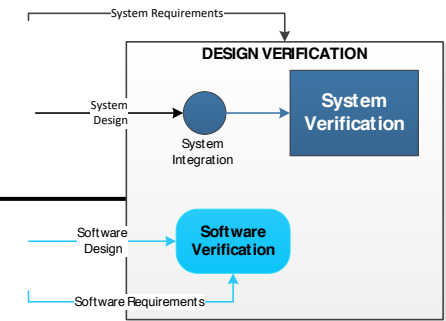 System Requirements
DESIGN VERIFICATION
System
Design
System
Integration
System
Verification
Software
Design
Software
Verification
Software Requirements